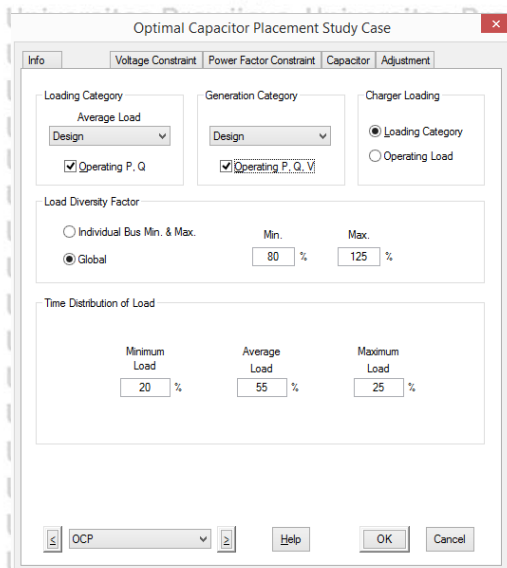 Optimal Capacitor Placement Study Case
Info
Voltage Constraint
Power Factor Constraint
Capacitor
Adjustment
Loading Category
Average Load
Design
Operating P, Q
Generation Category
Design
Operating P, Q, V
Charger Loading
Loading Category
Operating Load
Load Diversity Factor
Individual Bus Min. & Max.
Global
Min.
80 %
Max.
125 %
Time Distribution of Load
Minimum
Load
20 %
Average
Load
55 %
Maximum
Load
25 %
<
OCP
>
Help
OK
Cancel